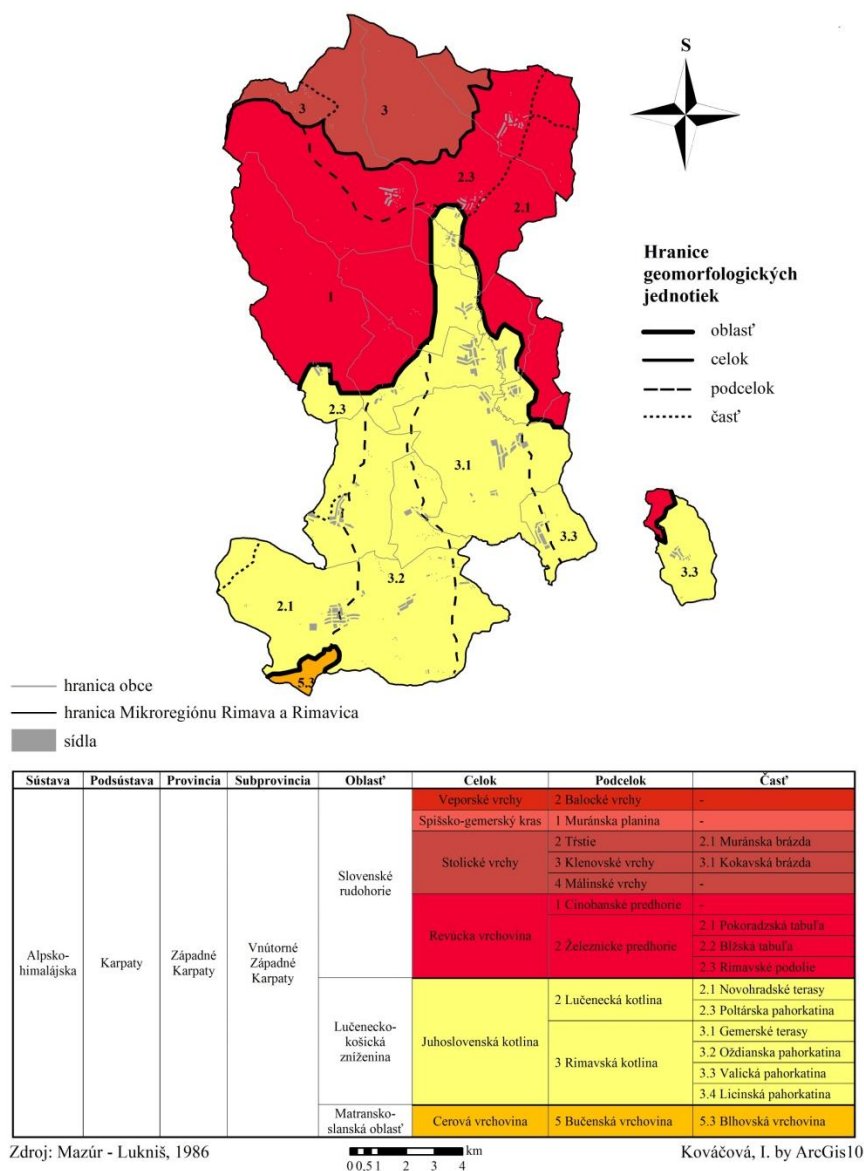 S
3
3
2.3
2.1
1
2.3
3.1
3.3
3.2
2.1
5.3
3.3
Hranice
geomorfologických
jednotiek
oblasť
celok
podcelok
časť
hranica obce
hranica Mikroregiónu Rimava a Rimavica
sídla
Sústava Podsústava Provincia Subprovincia Oblasť Celok Podcelok Časť
Alpsko-
himalájska
Karpaty
Západné
Karpaty
Vnútorné
Západné
Karpaty
Slovenské
rudohorie
Veporské vrchy 2 Balocké vrchy -
Spišsko-gemerský kras 1 Muránska planina -
Stolické vrchy
2 Tŕstie 2.1 Muránska brázda
3 Klenovské vrchy 3.1 Kokavská brázda
4 Málinské vrchy -
Revúcka vrchovina
1 Cinobanské predhorie -
2 Železnícke predhorie
2.1 Pokoradzská tabuľa
2.2 Blžská tabuľa
2.3 Rimavské podolie
Lučenecko-
košická
zníženina
Juhoslovenská kotlina
2 Lučenecká kotlina
2.1 Novohradské terasy
2.3 Poltárska pahorkatina
3 Rimavská kotlina
3.1 Gemerské terasy
3.2 Oždianska pahorkatina
3.3 Valická pahorkatina
3.4 Licinská pahorkatina
Matransko-
slanská oblasť
Cerová vrchovina 5 Bučenská vrchovina 5.3 Blhovská vrchovina
Zdroj: Mazúr - Lukniš, 1986
km
0 0.5 1 2 3 4
Kováčová, I. by ArcGis10